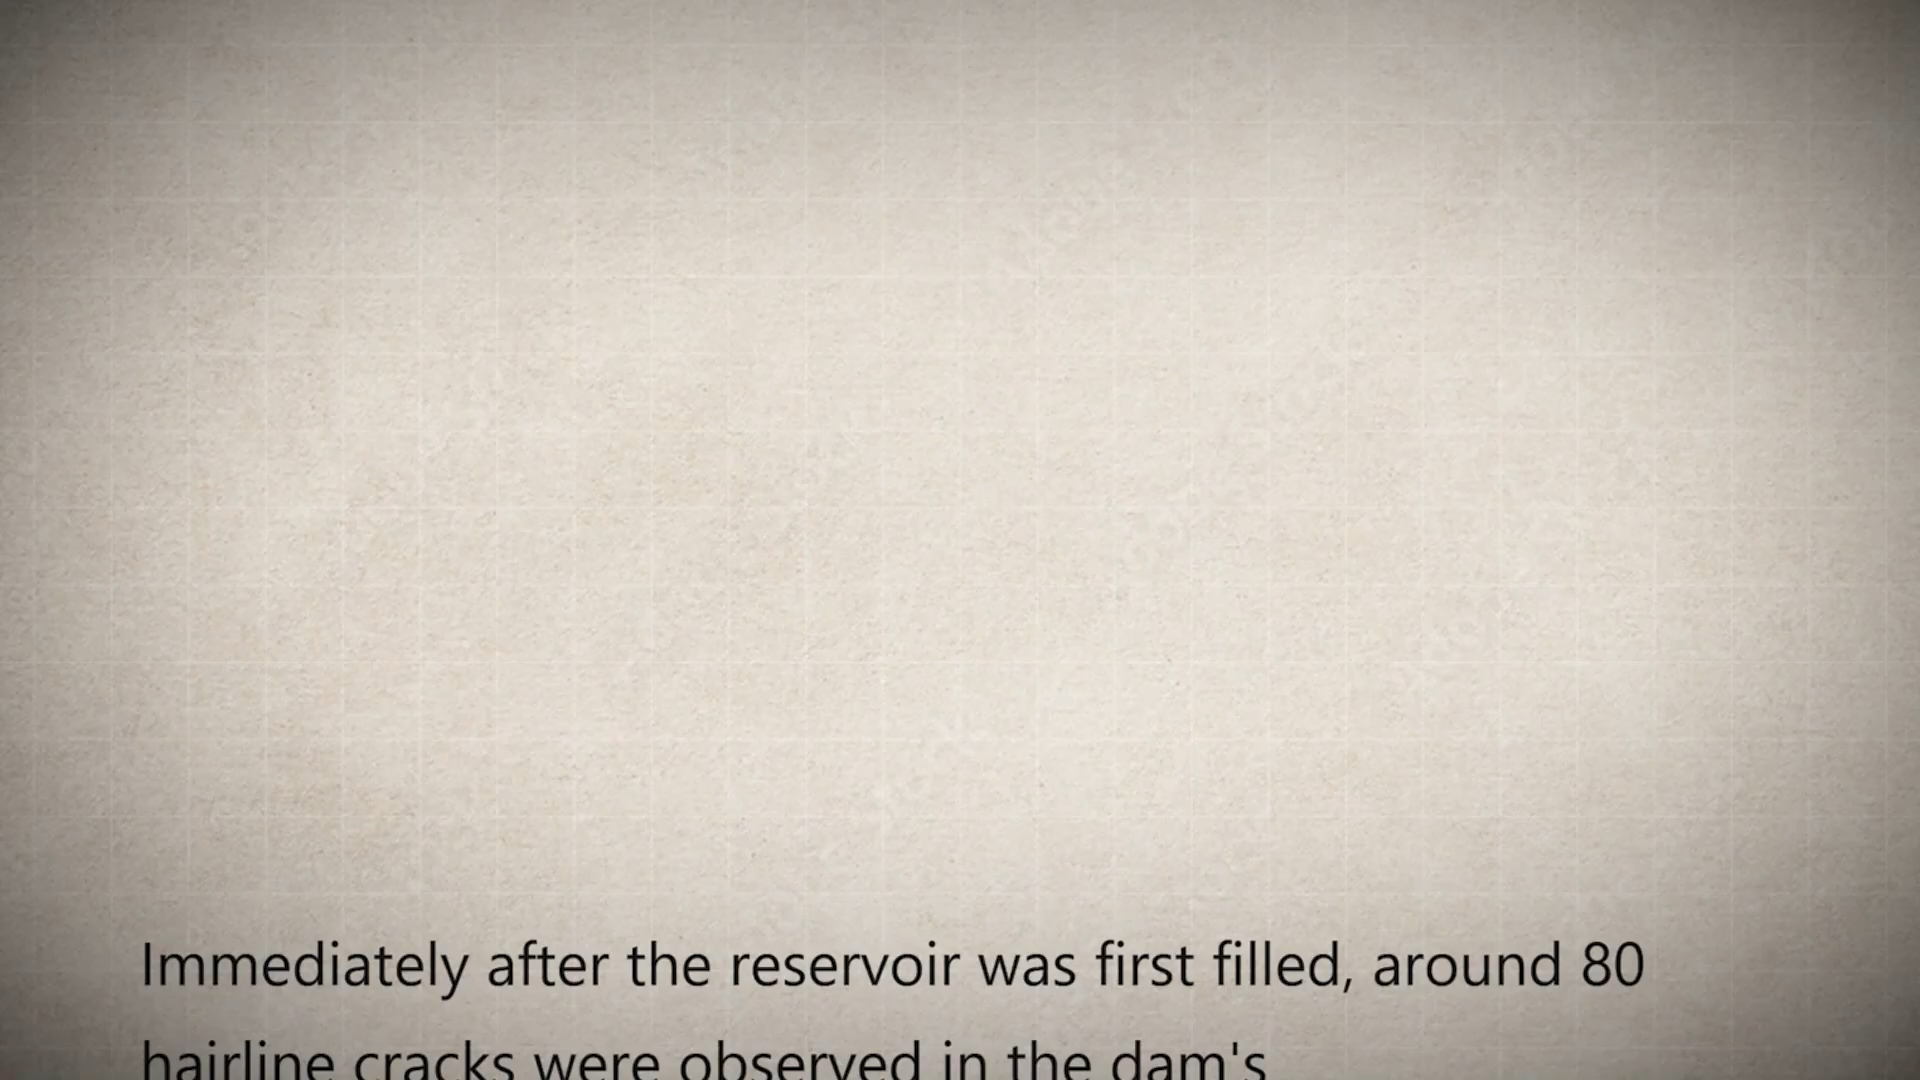 Immediately after the reservoir was first filled, around 80
hairline cracks were observed in the dam's